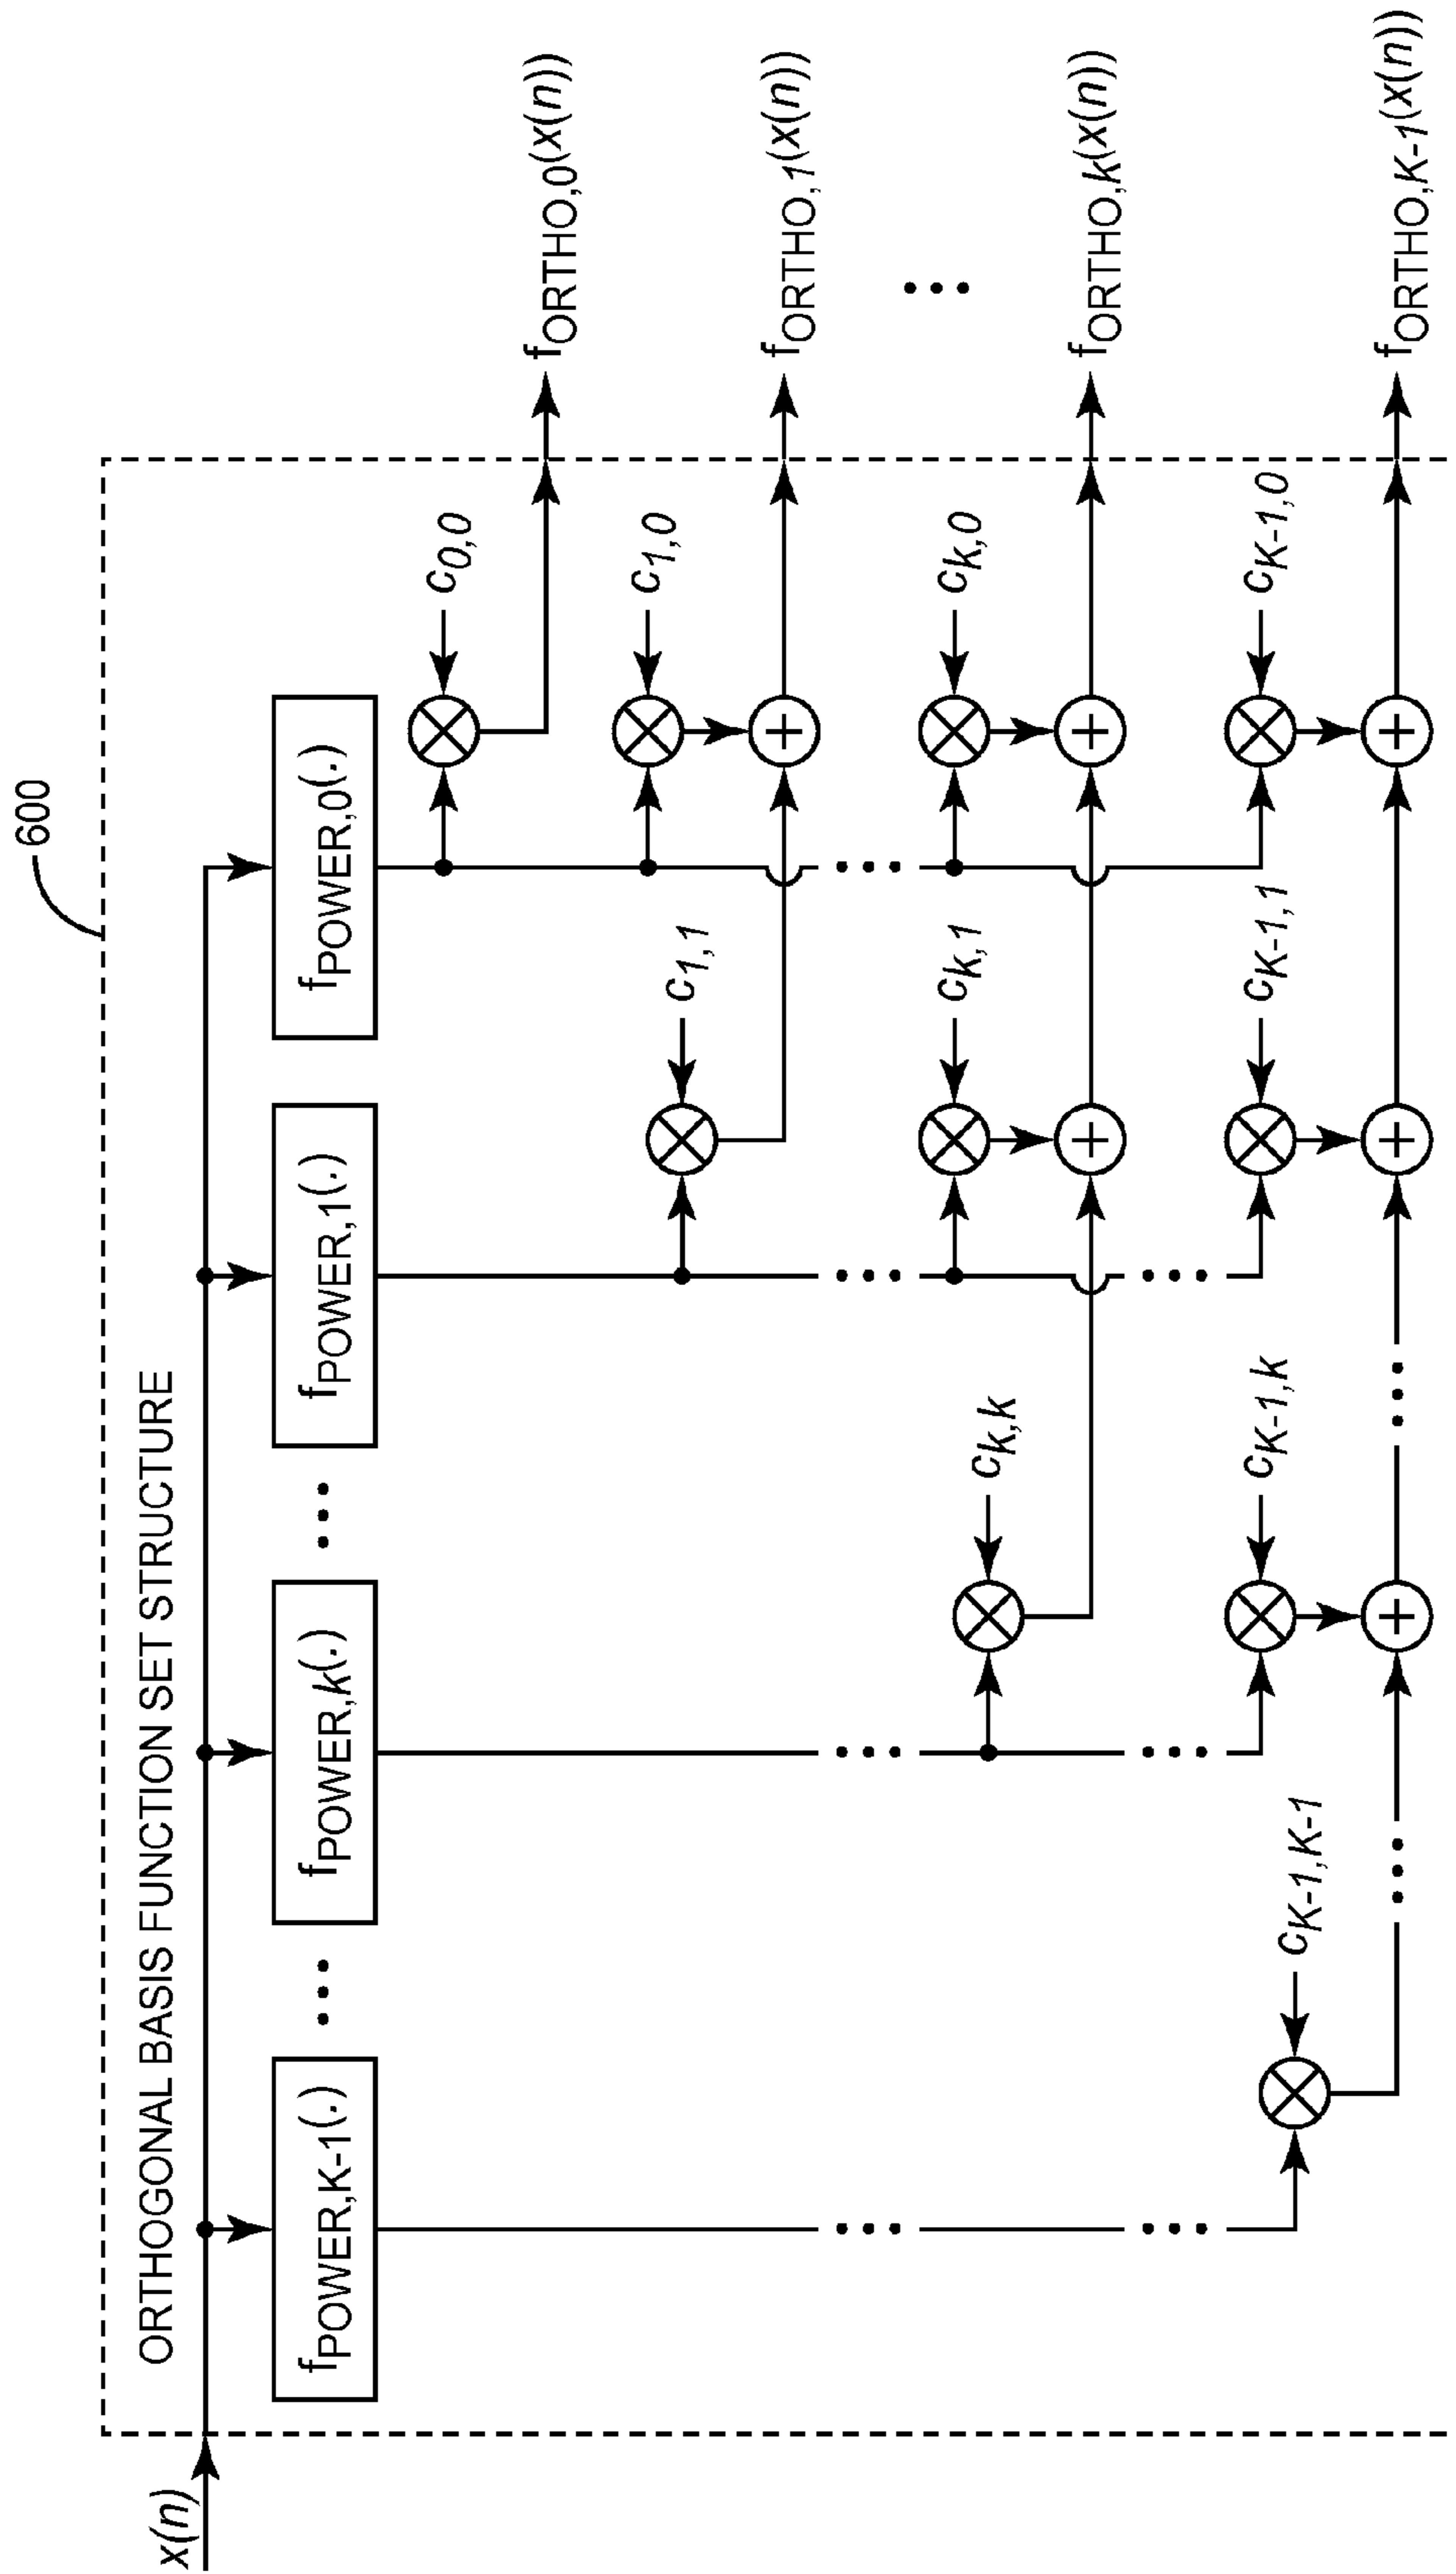 600
x(n)
ORTHOGONAL BASIS FUNCTION SET STRUCTURE
fPOWER,K-1(.)
...
fPOWER,k(.)
...
fPOWER,1(.)
fPOWER,0(.)
c0,0
fORTHO,0(x(n))
c1,1
c1,0
fORTHO,1(x(n))
...
ck,k
ck,1
ck,0
fORTHO,k(x(n))
cK-1,K-1
cK-1,k
cK-1,1
cK-1,0
fORTHO,K-1(x(n))